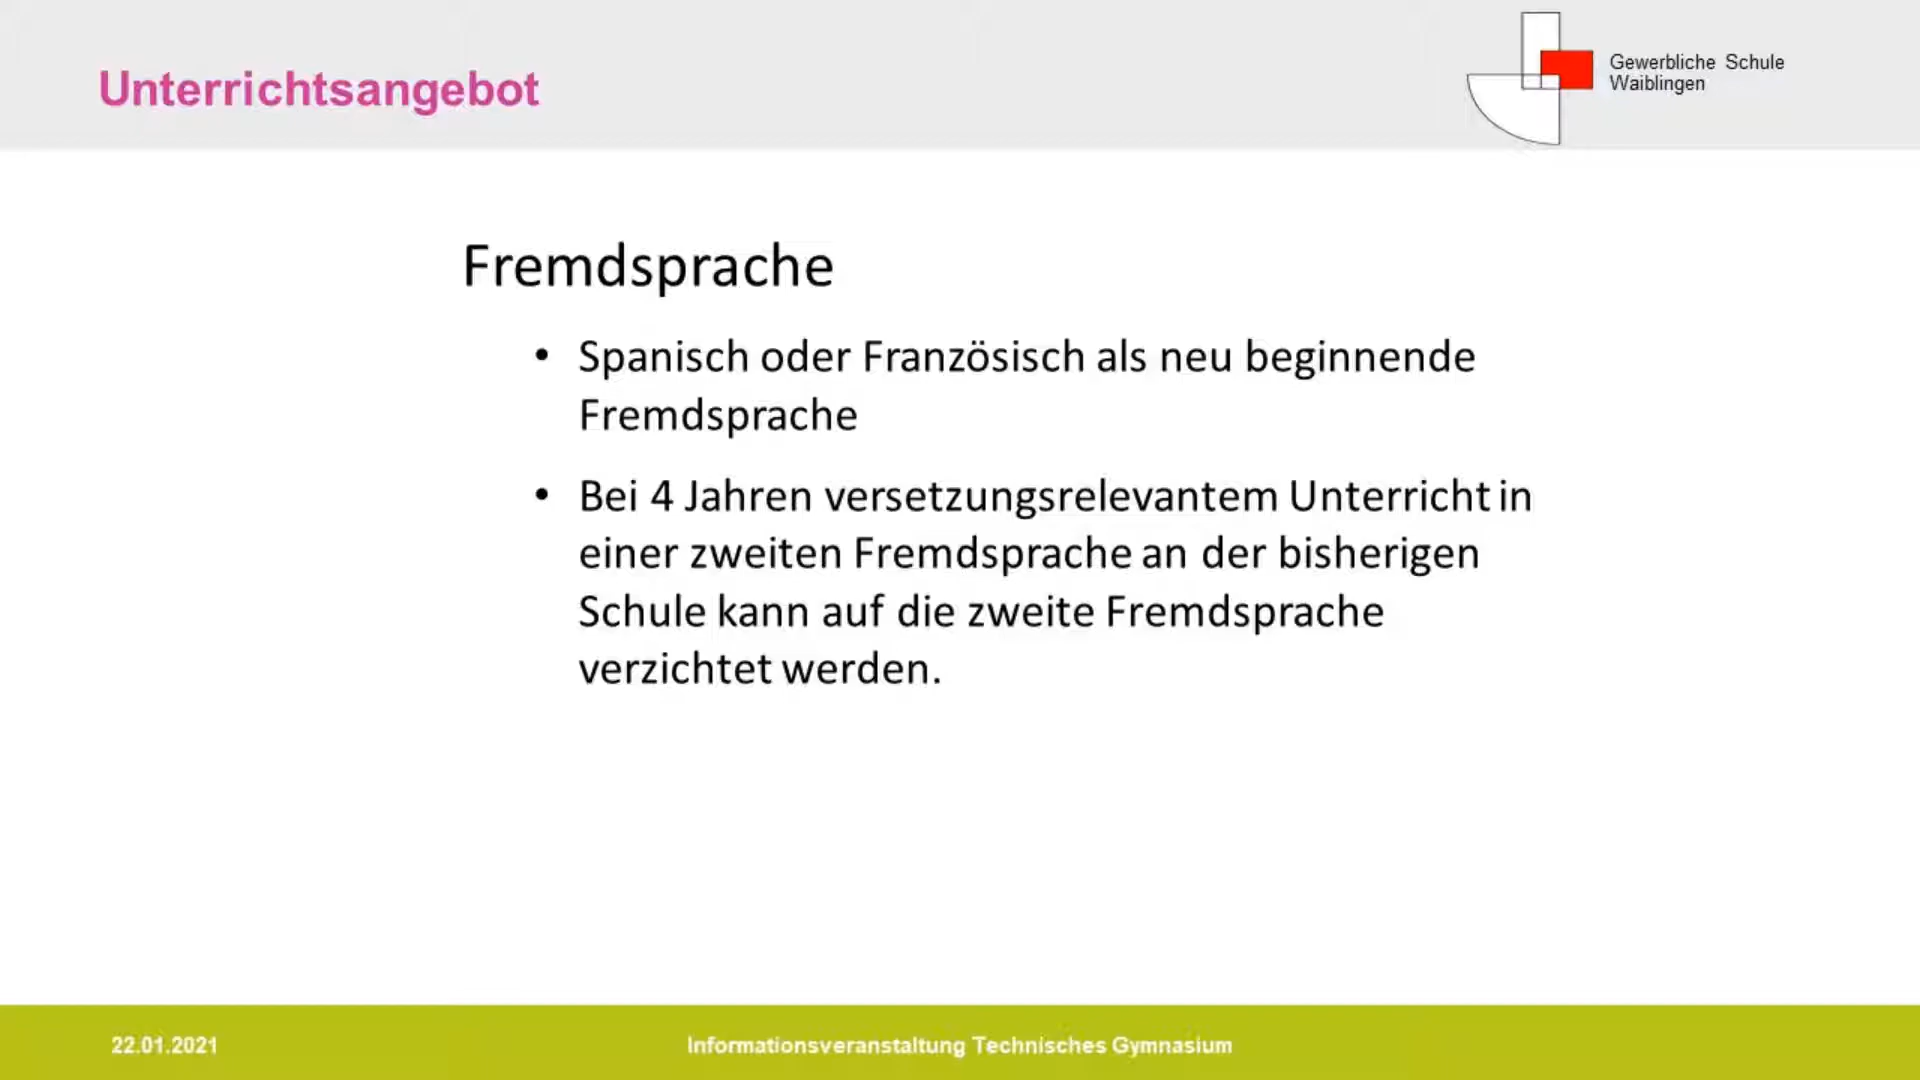 Unterrichtsangebot
Gewerbliche Schule
Waiblingen
Fremdsprache
• Spanisch oder Französisch als neu beginnende
Fremdsprache
• Bei 4 Jahren versetzungsrelevantem Unterricht in
einer zweiten Fremdsprache an der bisherigen
Schule kann auf die zweite Fremdsprache
verzichtet werden.
22.01.2021
Informationsveranstaltung Technisches Gymnasium